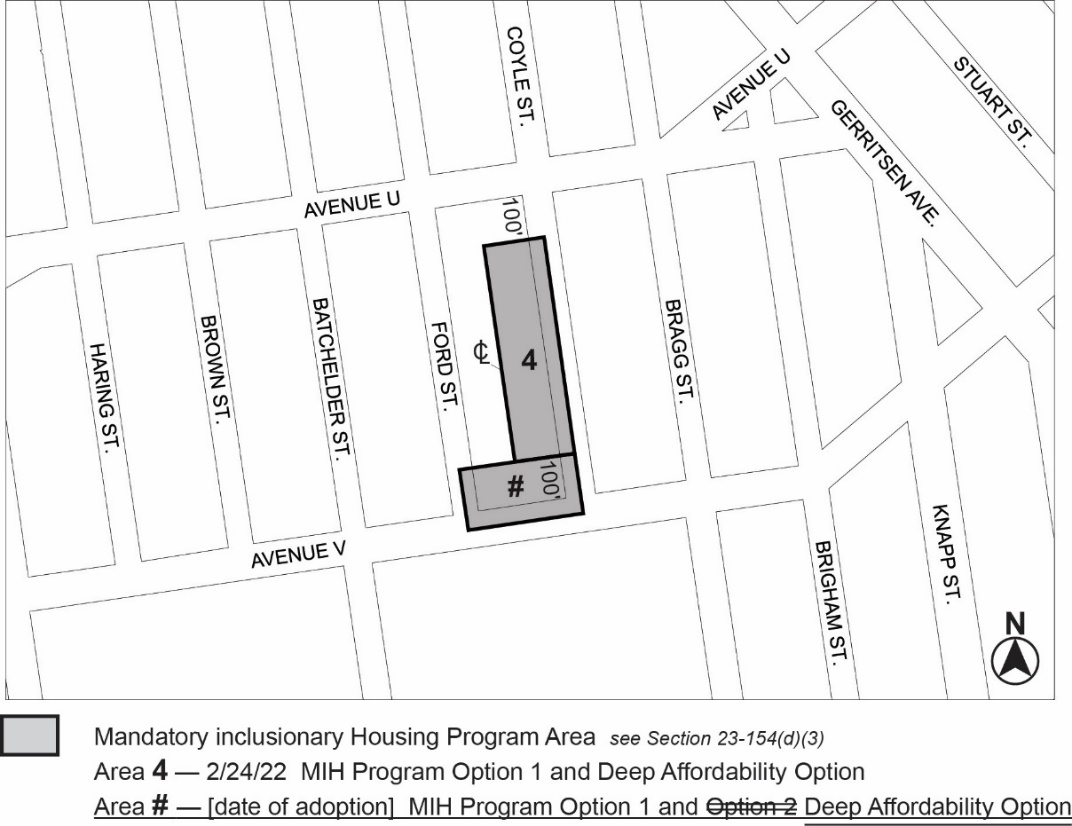 COYLE ST.
AVENUE U
STUART ST.
GERRITSEN AVE.
AVENUE U
100'
HARING ST.
BROWN ST.
BATCHELDER ST.
FORD ST.
℄
4
BRAGG ST.
#
100'
AVENUE V
BRIGHAM ST.
KNAPP ST.
N
Mandatory inclusionary Housing Program Area see Section 23-154(d)(3)
Area 4 — 2/24/22 MIH Program Option 1 and Deep Affordability Option
Area # — [date of adoption] MIH Program Option 1 and Option 2 Deep Affordability Option